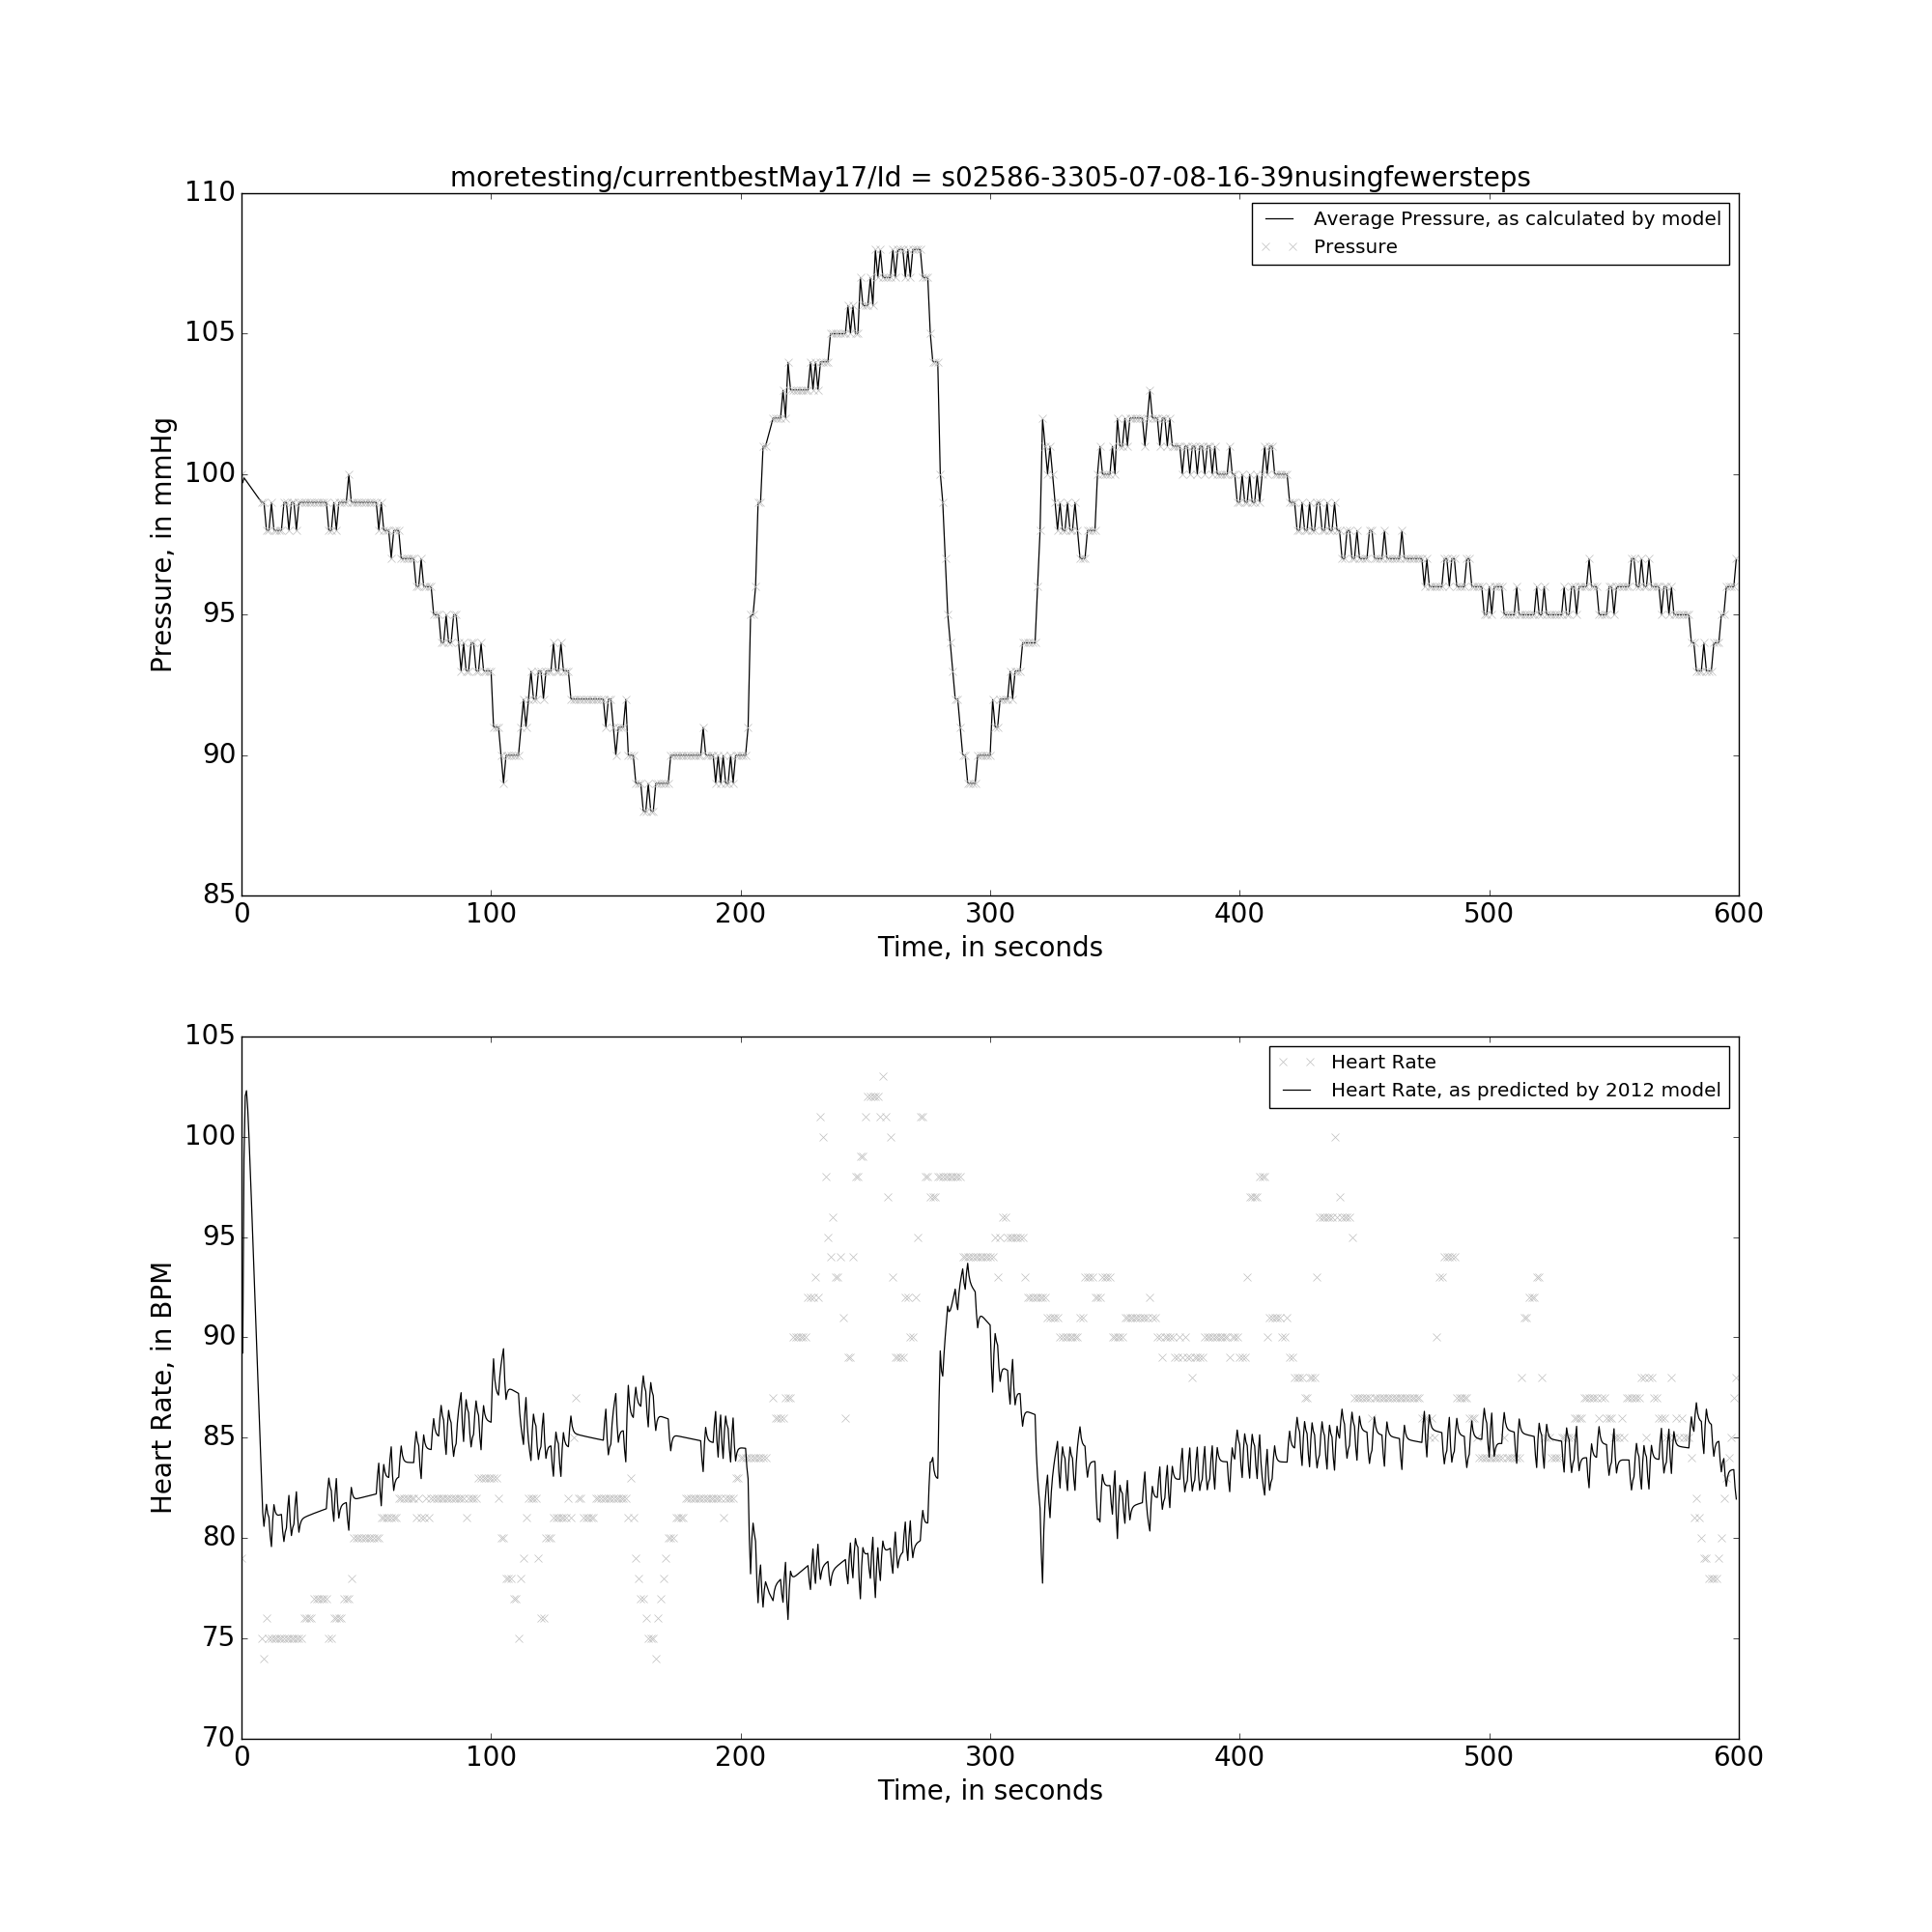 moretesting/currentbestMay17/Id = s02586-3305-07-08-16-39nusingfewersteps
110
105
100
95
90
85
Pressure, in mmHg
Average Pressure, as calculated by model
Pressure
0 100 200 300 400 500 600
Time, in seconds
105
100
95
90
85
80
75
70
Heart Rate, in BPM
Heart Rate
Heart Rate, as predicted by 2012 model
0 100 200 300 400 500 600
Time, in seconds